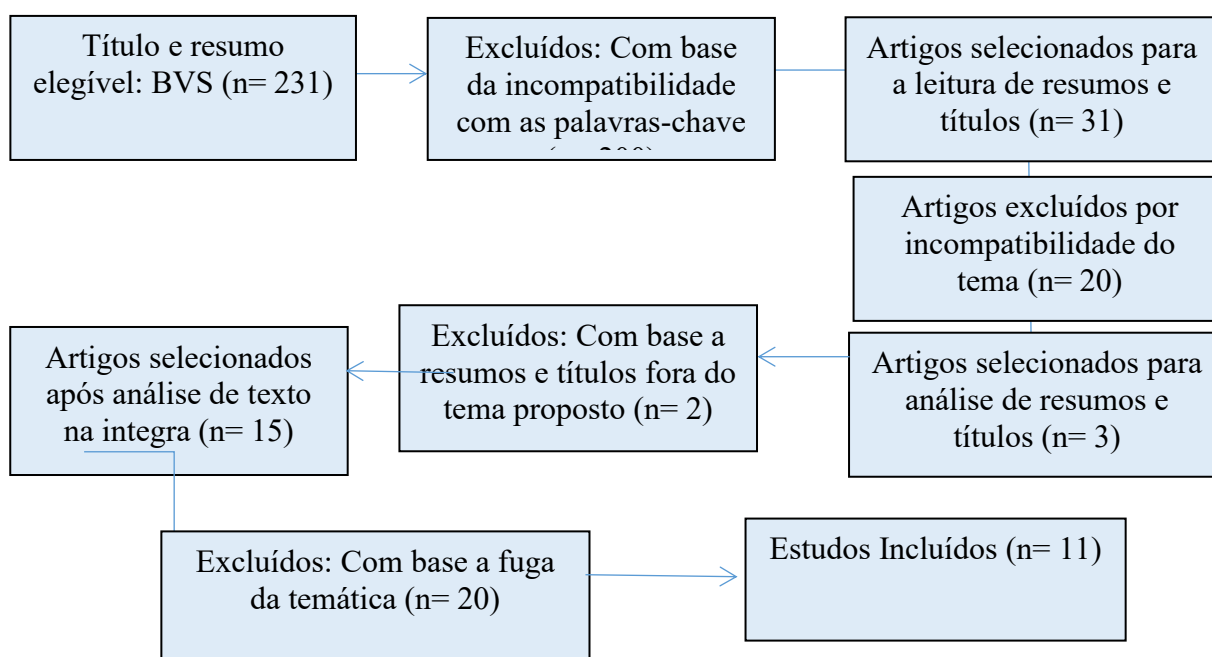 Título e resumo
elegível: BVS (n= 231)
Excluídos: Com base
da incompatibilidade
com as palavras-chave
Artigos selecionados para
a leitura de resumos e
títulos (n= 31)
Artigos excluídos por
incompatibilidade do
tema (n= 20)
Artigos selecionados para
análise de resumos e
títulos (n= 3)
Excluídos: Com base a
resumos e títulos fora do
tema proposto (n= 2)
Artigos selecionados
após análise de texto
na integra (n= 15)
Excluídos: Com base a fuga
da temática (n= 20)
Estudos Incluídos (n= 11)